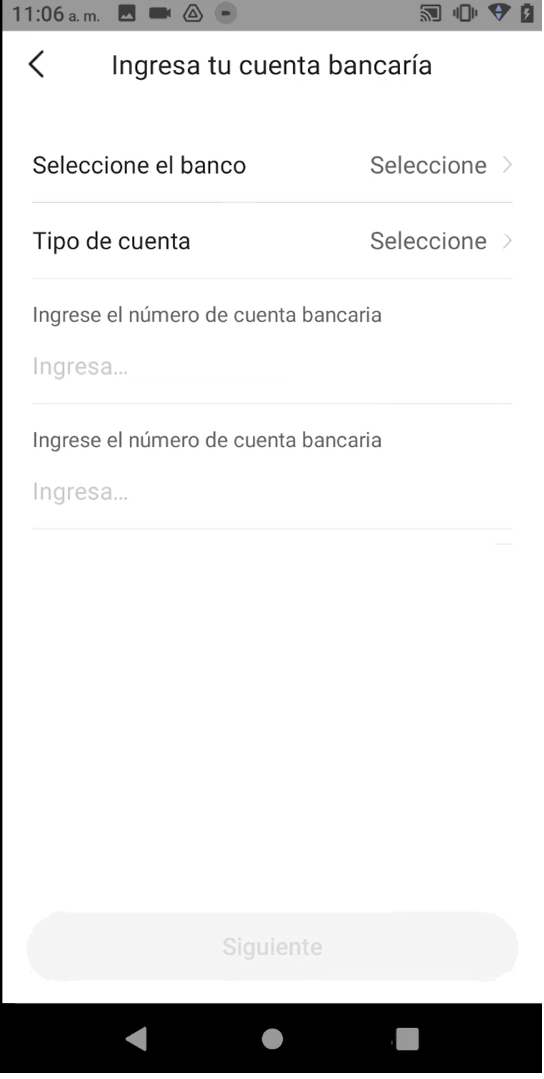 11:06 a. m.
Ingresa tu cuenta bancaría
Seleccione el banco Seleccione
Tipo de cuenta Seleccione
Ingrese el número de cuenta bancaria
Ingresa...
Ingrese el número de cuenta bancaria
Ingresa...
Siguiente